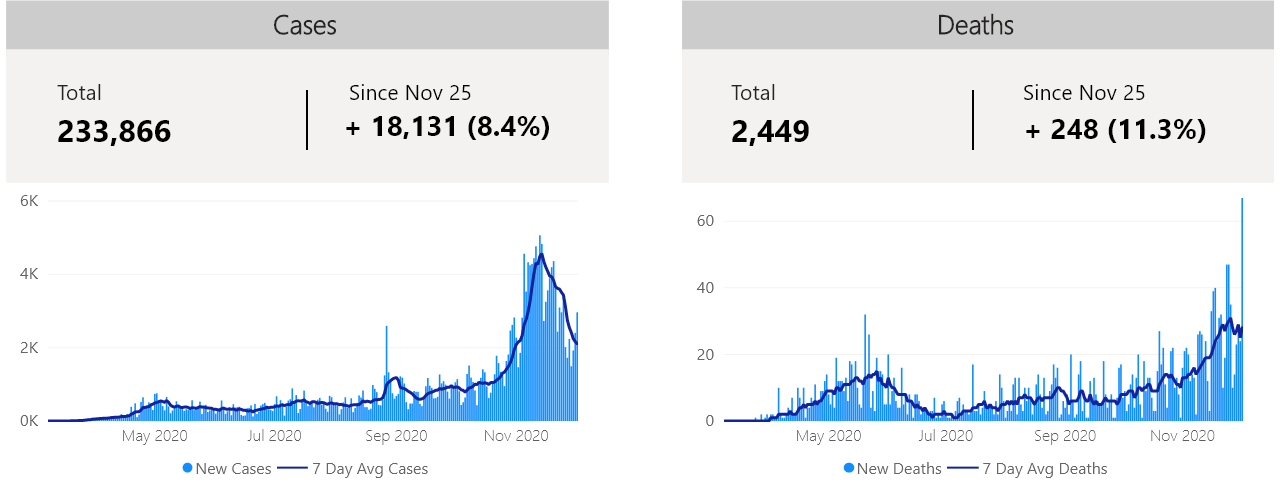 Cases
Total
233,866
Since Nov 25
+ 18,131 (8.4%)
6K
4K
2K
0K
May 2020
Jul 2020
Sep 2020
Nov 2020
New Cases
7 Day Avg Cases
Deaths
Total
2,449
Since Nov 25
+ 248 (11.3%)
60
40
20
0
May 2020
Jul 2020
Sep 2020
Nov 2020
New Deaths
7 Day Avg Deaths